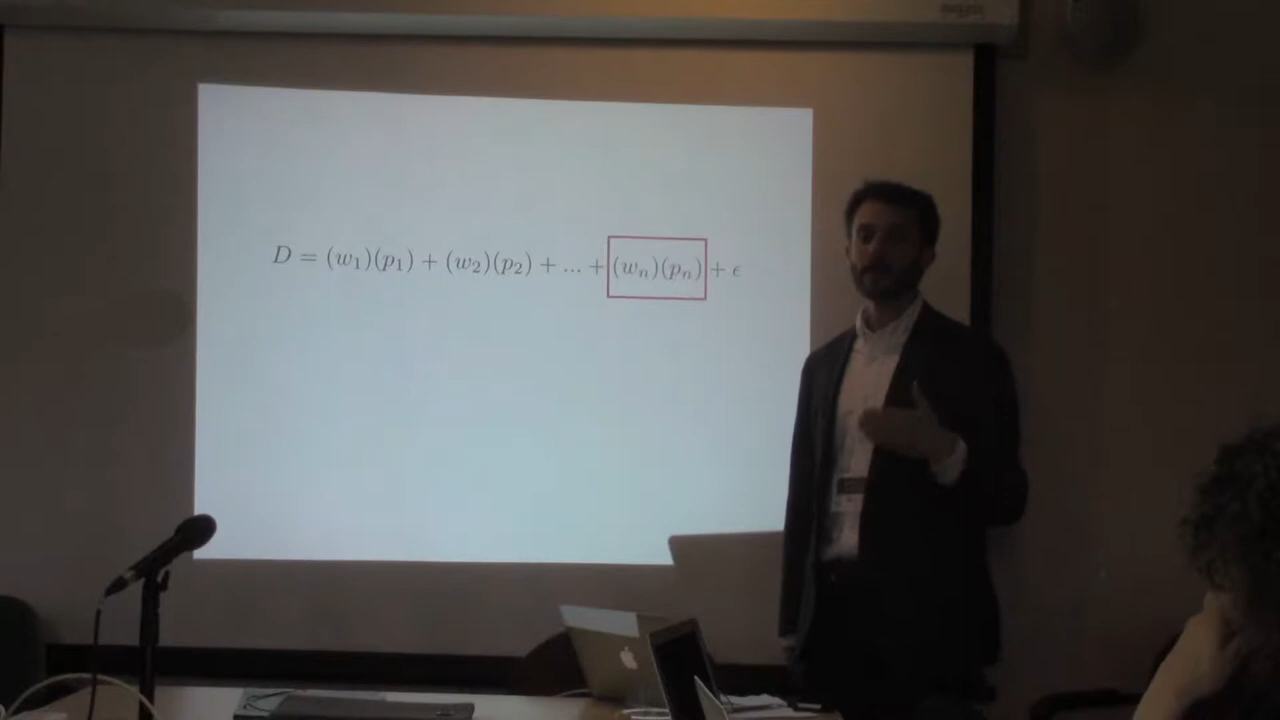 D = (w₁)(p₁) + (w₂)(p₂) + ... + (wₙ)(pₙ) + ϵ